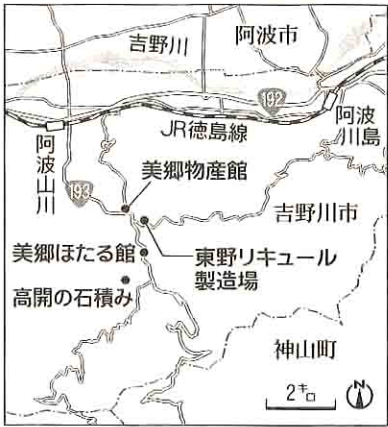 吉野川
阿波市
192
JR徳島線
阿波
川島
阿波山川
193
美郷物産館
吉野川市
美郷ほたる館
東野リキュール
製造場
高開の石積み
神山町
2キロ
N